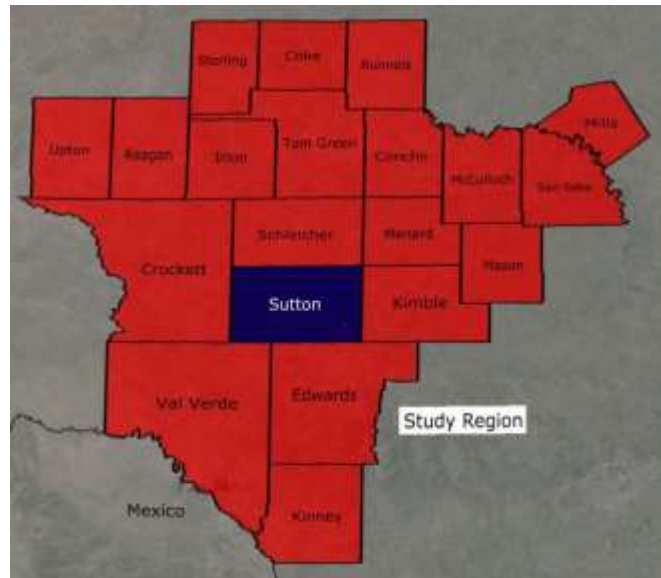 Sterling
Coke
Runnels
Mills
Upton
Reagan
Irion
Tom Green
Concho
McCulloch
San Saba
Schleicher
Menard
Mason
Crockett
Sutton
Kimble
Val Verde
Edwards
Study Region
Mexico
Kinney